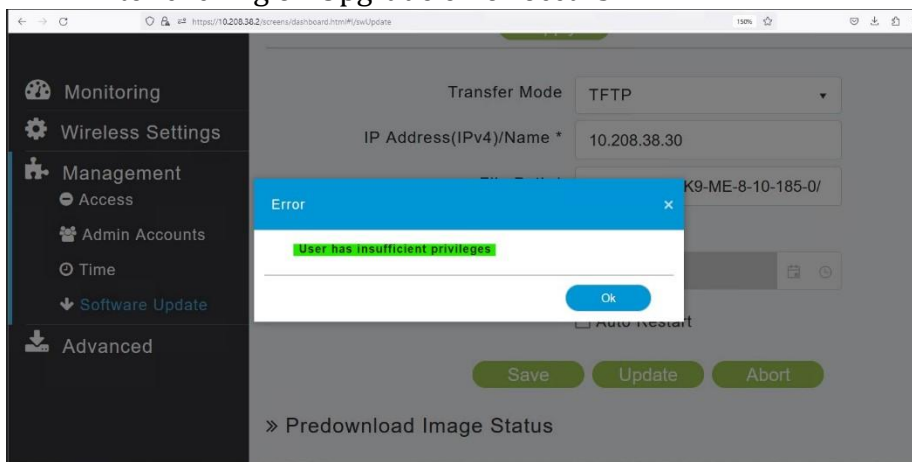 https://10.208.38.2/screens/dashboard.html#!/swUpdate
150%
Monitoring
Transfer Mode
TFTP
Wireless Settings
IP Address(IPv4)/Name *
10.208.38.30
Management
K9-ME-8-10-185-0/
Access
Error
User has insufficient privileges
Admin Accounts
Time
Ok
Software Update
Auto Restart
Advanced
Save
Update
Abort
» Predownload Image Status